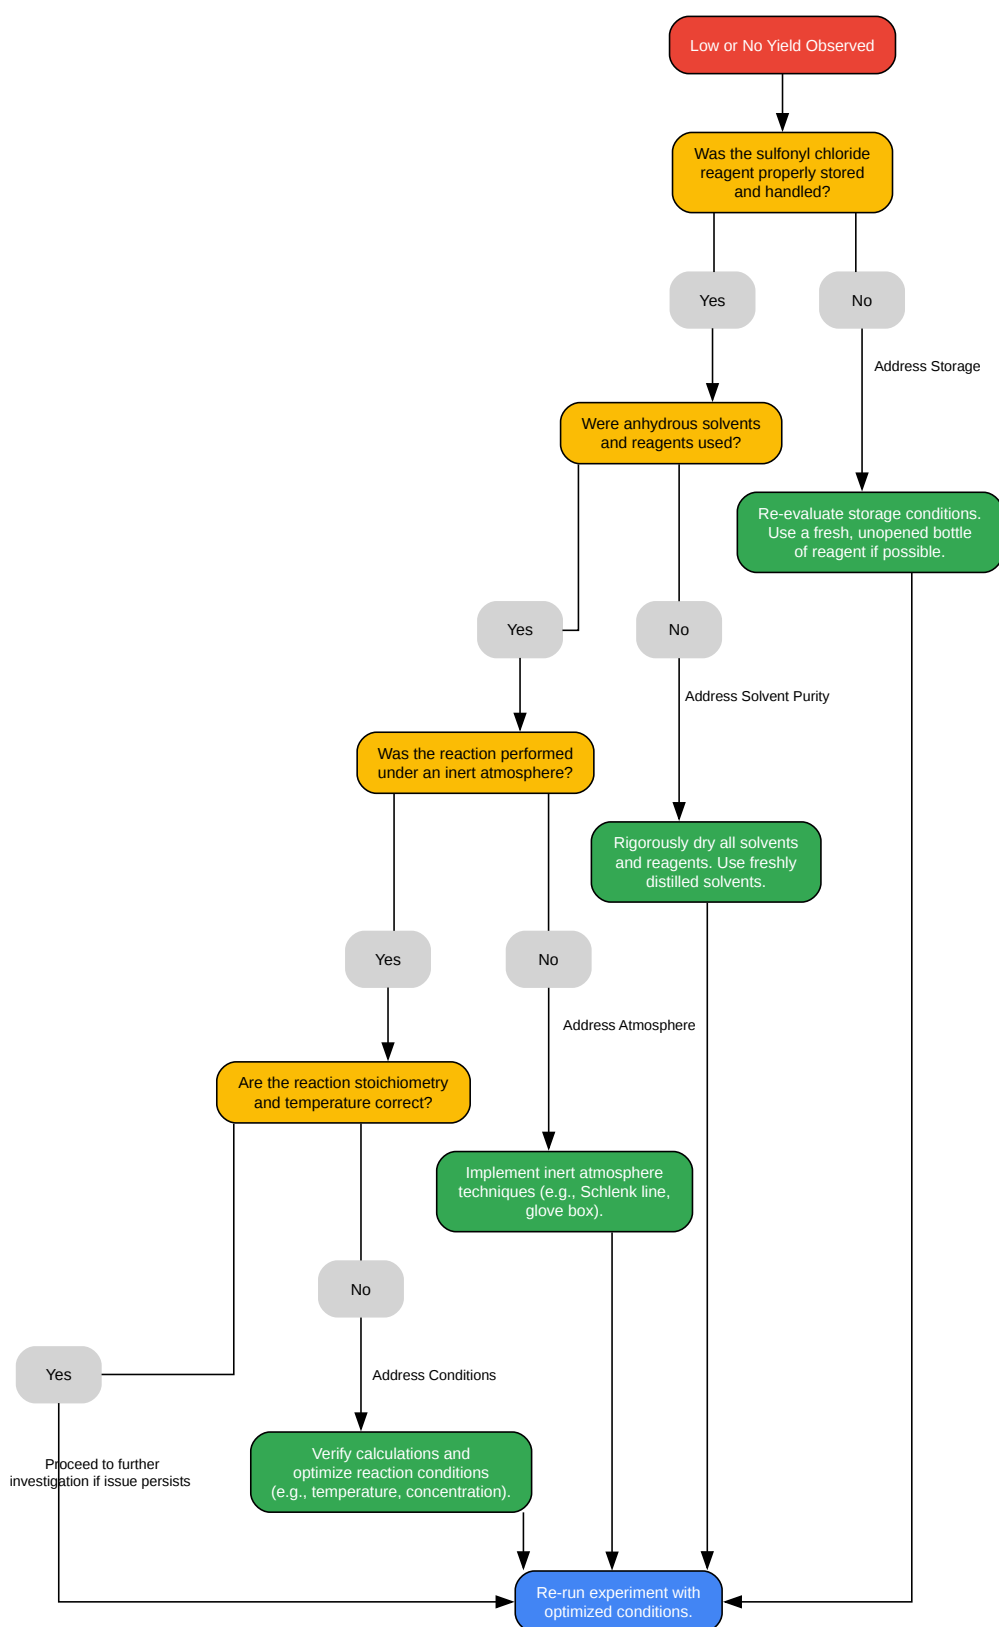 Low or No Yield Observed
Was the sulfonyl chloride
reagent properly stored
and handled?
Yes
No
Address Storage
Were anhydrous solvents
and reagents used?
Re-evaluate storage conditions.
Use a fresh, unopened bottle
of reagent if possible.
Yes
No
Address Solvent Purity
Was the reaction performed
under an inert atmosphere?
Rigorously dry all solvents
and reagents. Use freshly
distilled solvents.
Yes
No
Address Atmosphere
Are the reaction stoichiometry
and temperature correct?
Implement inert atmosphere
techniques (e.g., Schlenk line,
glove box).
No
Yes
Address Conditions
Verify calculations and
optimize reaction conditions
(e.g., temperature, concentration).
Proceed to further
investigation if issue persists
Re-run experiment with
optimized conditions.